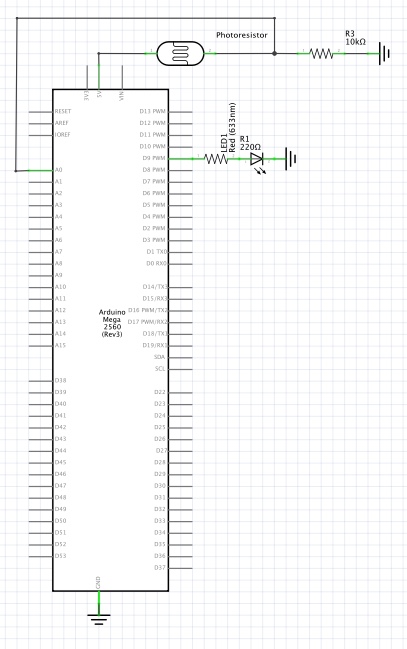 Photoresistor
R3
10kΩ
3V3
5V
VIN
RESET
AREF
IOREF
A0
A1
A2
A3
A4
A5
A6
A7
A8
A9
A10
A11
A12
A13
A14
A15
D38
D39
D40
D41
D42
D43
D44
D45
D46
D47
D48
D49
D50
D51
D52
D53
D13 PWM
D12 PWM
D11 PWM
D10 PWM
D9 PWM
D8 PWM
D7 PWM
D6 PWM
D5 PWM
D4 PWM
D2 PWM
D3 PWM
D1 TX0
D0 RX0
D14/TX3
D15/RX3
D16 PWM/TX2
D17 PWM/RX2
D18/TX1
D19/RX1
SDA
SCL
D22
D23
D24
D25
D26
D27
D28
D29
D30
D31
D32
D33
D34
D35
D36
D37
Arduino
Mega
2560
(Rev3)
LED1
Red (633nm)
R1
220Ω
GND